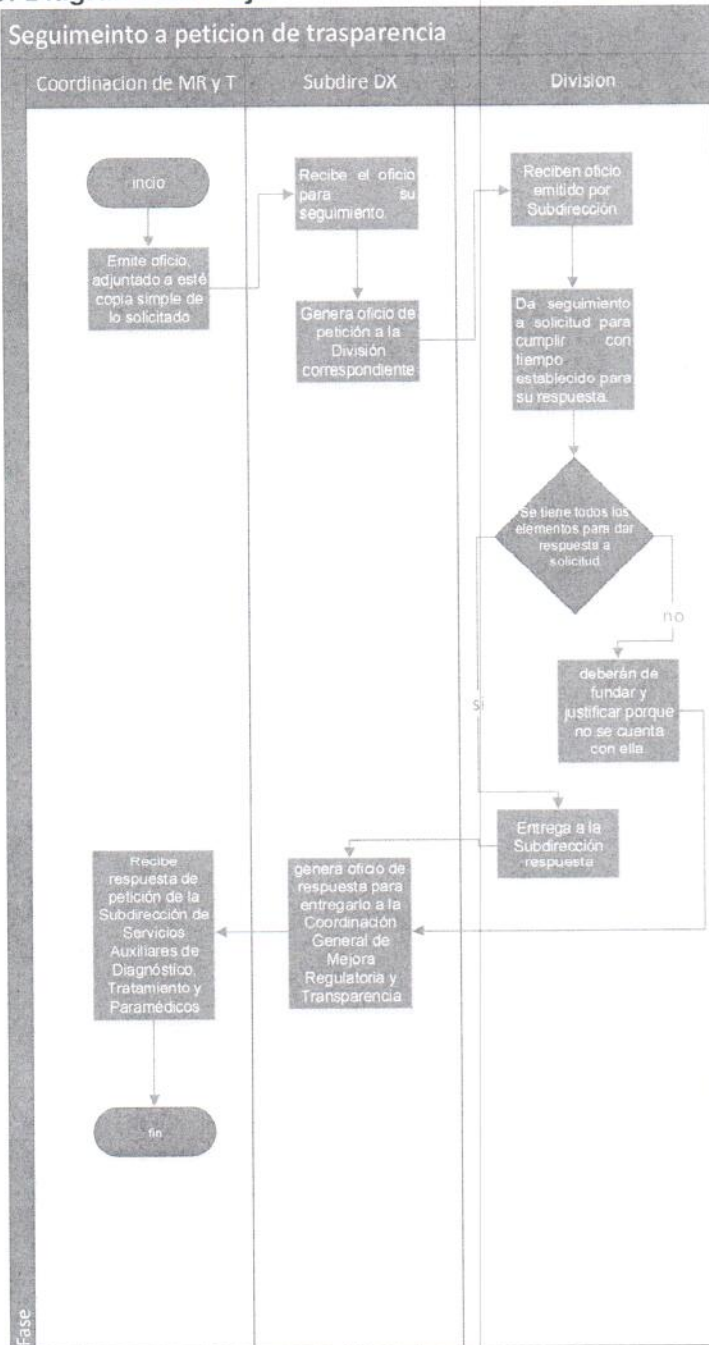 Seguimeinto a peticion de trasparencia
Coordinacion de MR y T
Subdire DX
Division
incio
Emite oficio,
adjuntado a esté
copia simple de
lo solicitado
Recibe el oficio
para su
seguimiento.
Genera oficio de
petición a la
División
correspondiente
Reciben oficio
emitido por
Subdirección
Da seguimiento
a solicitud para
cumplir con
tiempo
establecido para
su respuesta.
Se tiene todos los
elementos para dar
respuesta a
solicitud.
no
si
deberán de
fundar y
justificar porque
no se cuenta
con ella
Entrega a la
Subdirección
respuesta
genera oficio de
respuesta para
entregarlo a la
Coordinación
General de
Mejora
Regulatoria y
Transparencia
Recibe
respuesta de
petición de la
Subdirección de
Servicios
Auxiliares de
Diagnóstico,
Tratamiento y
Paramédicos
fin
Fase